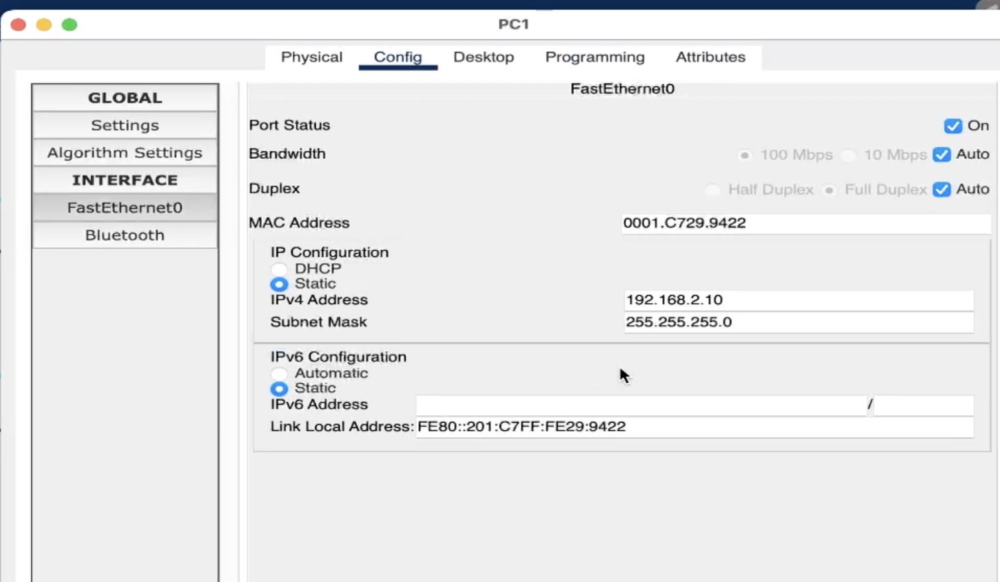 PC1
Physical Config Desktop Programming Attributes
GLOBAL
Settings
Algorithm Settings
INTERFACE
FastEthernet0
Bluetooth
FastEthernet0
Port Status On
Bandwidth 100 Mbps 10 Mbps Auto
Duplex Half Duplex Full Duplex Auto
MAC Address 0001.C729.9422
IP Configuration
DHCP
Static
IPv4 Address 192.168.2.10
Subnet Mask 255.255.255.0
IPv6 Configuration
Automatic
Static
IPv6 Address /
Link Local Address: FE80::201:C7FF:FE29:9422